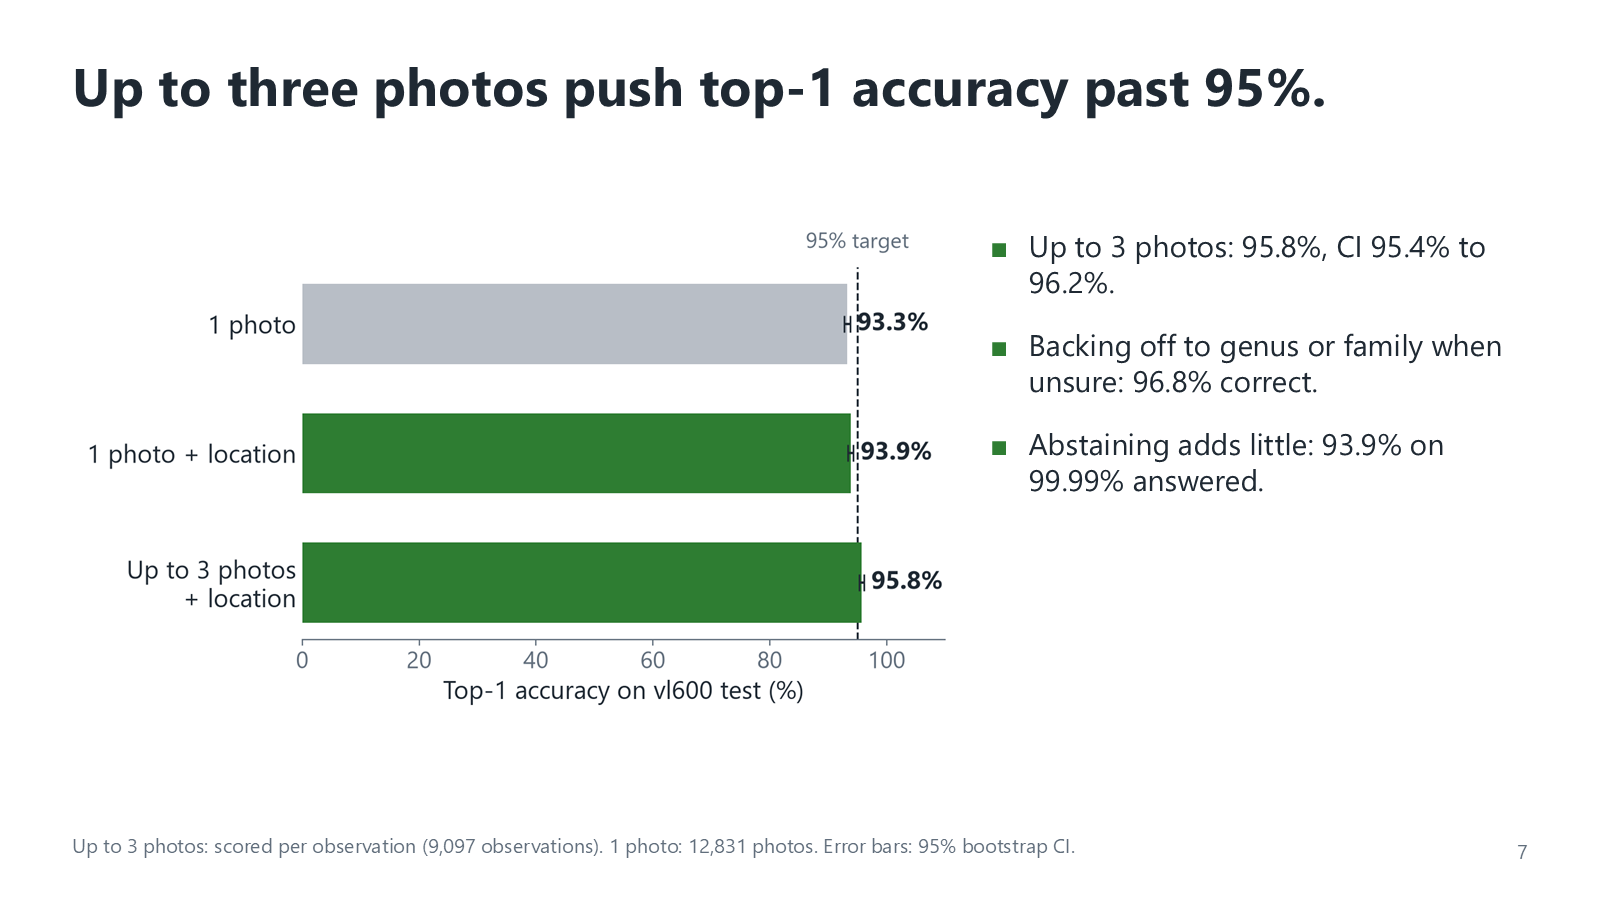 Up to three photos push top-1 accuracy past 95%.
95% target
1 photo
93.3%
1 photo + location
93.9%
Up to 3 photos
+ location
95.8%
0 20 40 60 80 100
Top-1 accuracy on vl600 test (%)
Up to 3 photos: 95.8%, CI 95.4% to
96.2%.
Backing off to genus or family when
unsure: 96.8% correct.
Abstaining adds little: 93.9% on
99.99% answered.
Up to 3 photos: scored per observation (9,097 observations). 1 photo: 12,831 photos. Error bars: 95% bootstrap CI.
7